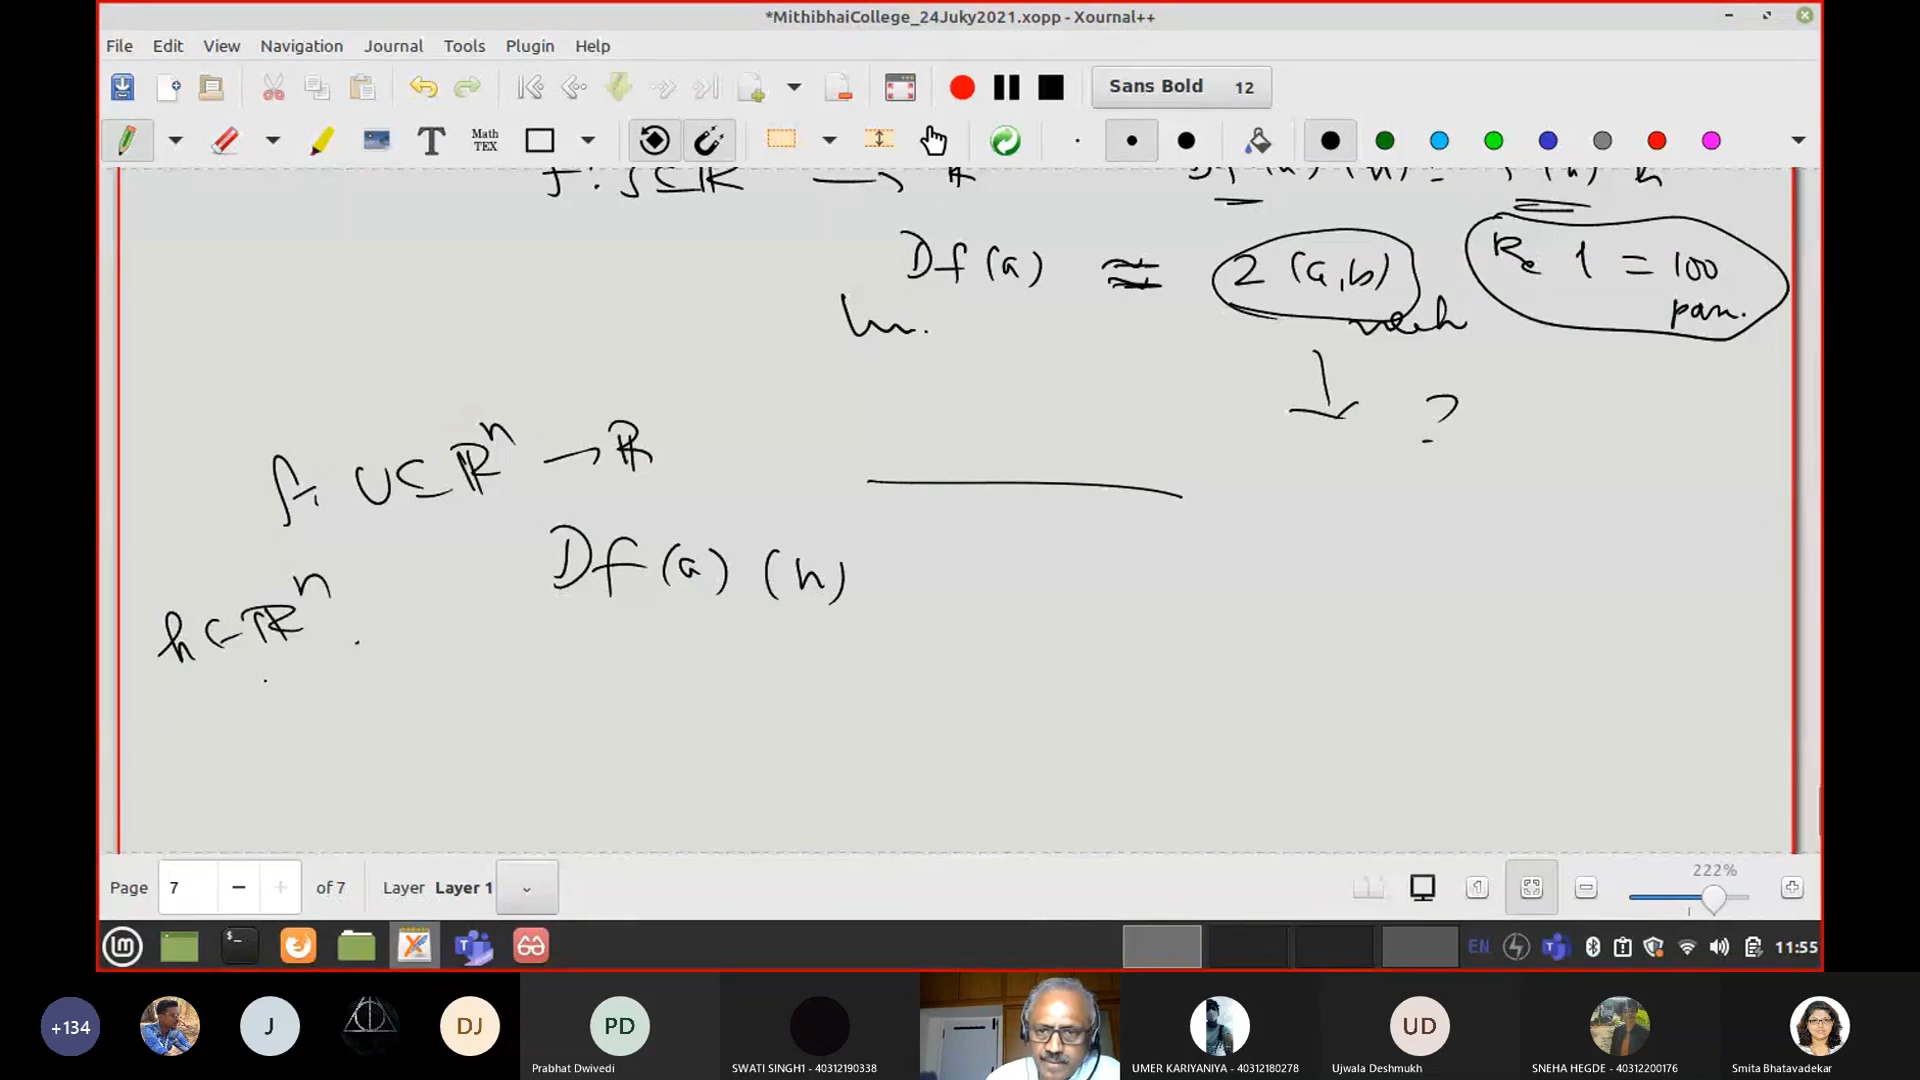 *MithibhaiCollege_24Juky2021.xopp - Xournal++
File Edit View Navigation Journal Tools Plugin Help
Sans Bold 12
Math
TEX
Df(a) ≈ 2 (a,b) Re 1 = 100
?
f: U⊆ℝⁿ → ℝ
Df(a) (h)
h∈ℝⁿ
Page 7 of 7 Layer Layer 1 222%
EN 11:55
+134 J DJ PD UD
Prabhat Dwivedi SWATI SINGH1 - 40312190338 UMER KARIYANIYA - 40312180278 Ujwala Deshmukh SNEHA HEGDE - 40312200176 Smita Bhatavadekar